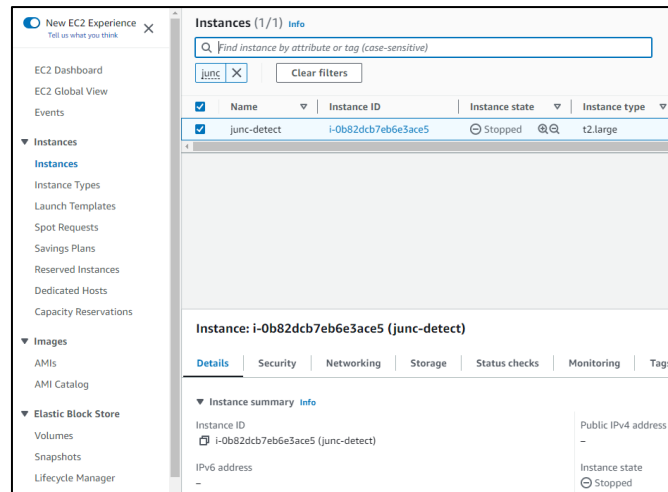 New EC2 Experience
Tell us what you think
EC2 Dashboard
EC2 Global View
Events
Instances
Instances
Instance Types
Launch Templates
Spot Requests
Savings Plans
Reserved Instances
Dedicated Hosts
Capacity Reservations
Images
AMIs
AMI Catalog
Elastic Block Store
Volumes
Snapshots
Lifecycle Manager
Instances (1/1) Info
Find instance by attribute or tag (case-sensitive)
junc Clear filters
Name Instance ID Instance state Instance type
junc-detect i-0b82dcb7eb6e3ace5 Stopped t2.large
Instance: i-0b82dcb7eb6e3ace5 (junc-detect)
Details Security Networking Storage Status checks Monitoring Tags
Instance summary Info
Instance ID
i-0b82dcb7eb6e3ace5 (junc-detect)
IPv6 address
–
Public IPv4 address
–
Instance state
Stopped